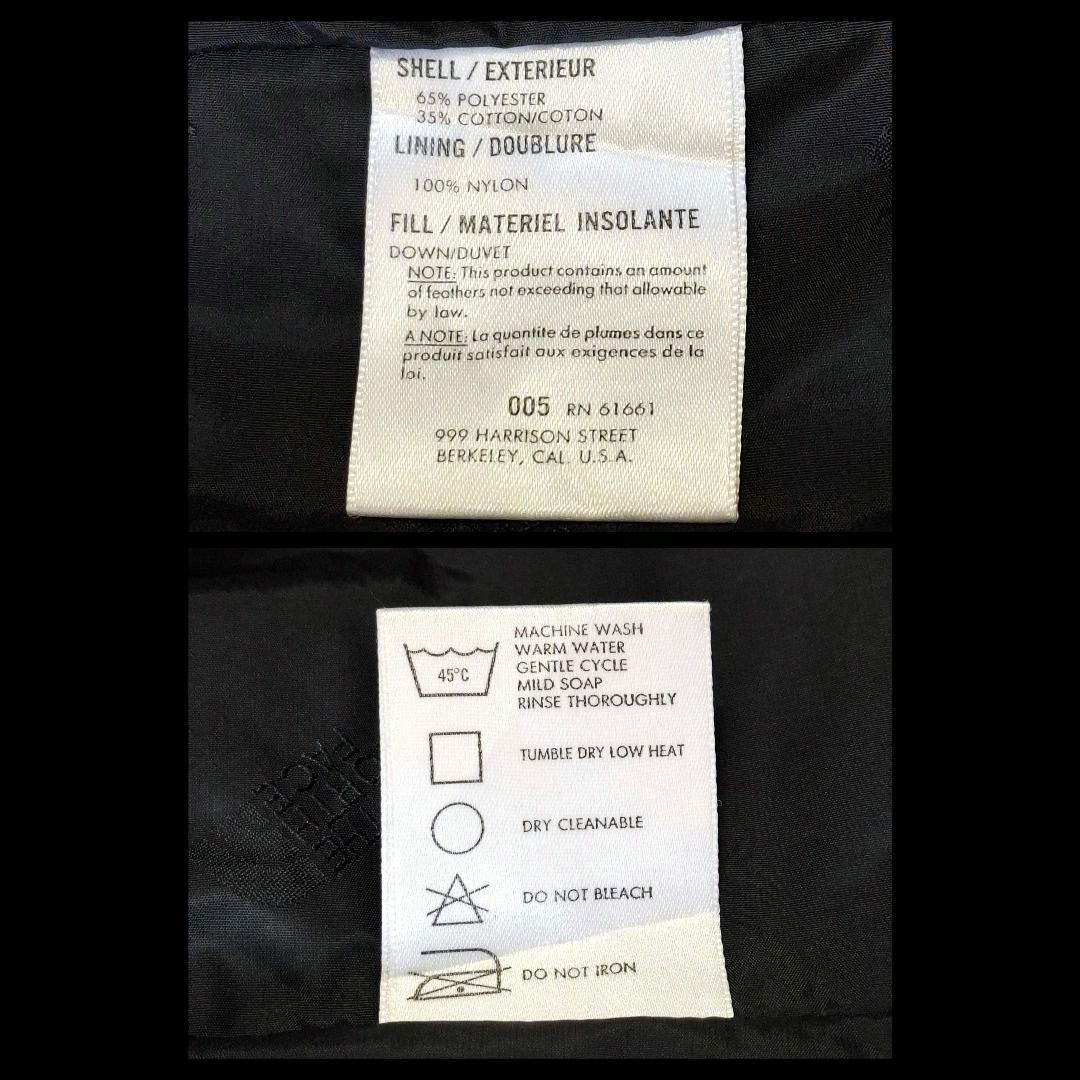 SHELL / EXTERIEUR
65% POLYESTER
35% COTTON/COTON
LINING / DOUBLURE
100% NYLON
FILL / MATERIEL INSOLANTE
DOWN/DUVET
NOTE: This product contains an amount
of feathers not exceeding that allowable
by law.
A NOTE: La quantite de plumes dans ce
produit satisfait aux exigences de la
loi.
005 RN 61661
999 HARRISON STREET
BERKELEY, CAL. U.S.A.
45°C
MACHINE WASH
WARM WATER
GENTLE CYCLE
MILD SOAP
RINSE THOROUGHLY
TUMBLE DRY LOW HEAT
DRY CLEANABLE
DO NOT BLEACH
DO NOT IRON